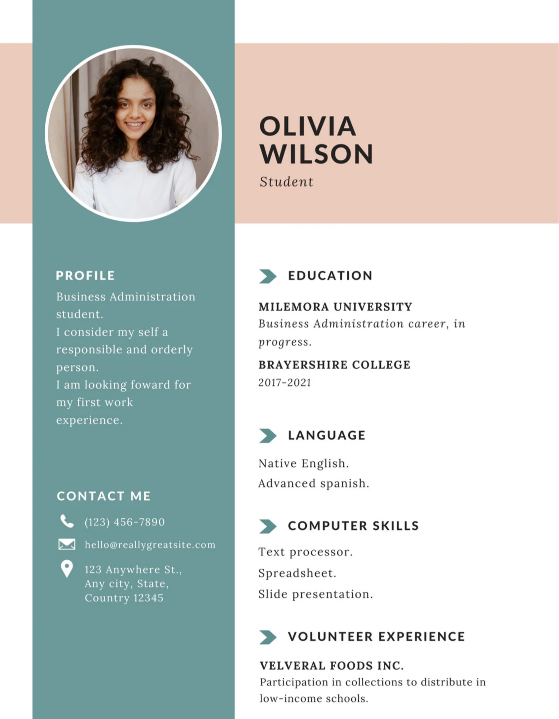 OLIVIA
WILSON
Student
PROFILE
Business Administration
student.
I consider my self a
responsible and orderly
person.
I am looking foward for
my first work
experience.
CONTACT ME
(123) 456-7890
hello@reallygreatsite.com
123 Anywhere St.,
Any city, State,
Country 12345
EDUCATION
MILEMORA UNIVERSITY
Business Administration career, in
progress.
BRAYERSHIRE COLLEGE
2017-2021
LANGUAGE
Native English.
Advanced spanish.
COMPUTER SKILLS
Text processor.
Spreadsheet.
Slide presentation.
VOLUNTEER EXPERIENCE
VELVERAL FOODS INC.
Participation in collections to distribute in
low-income schools.